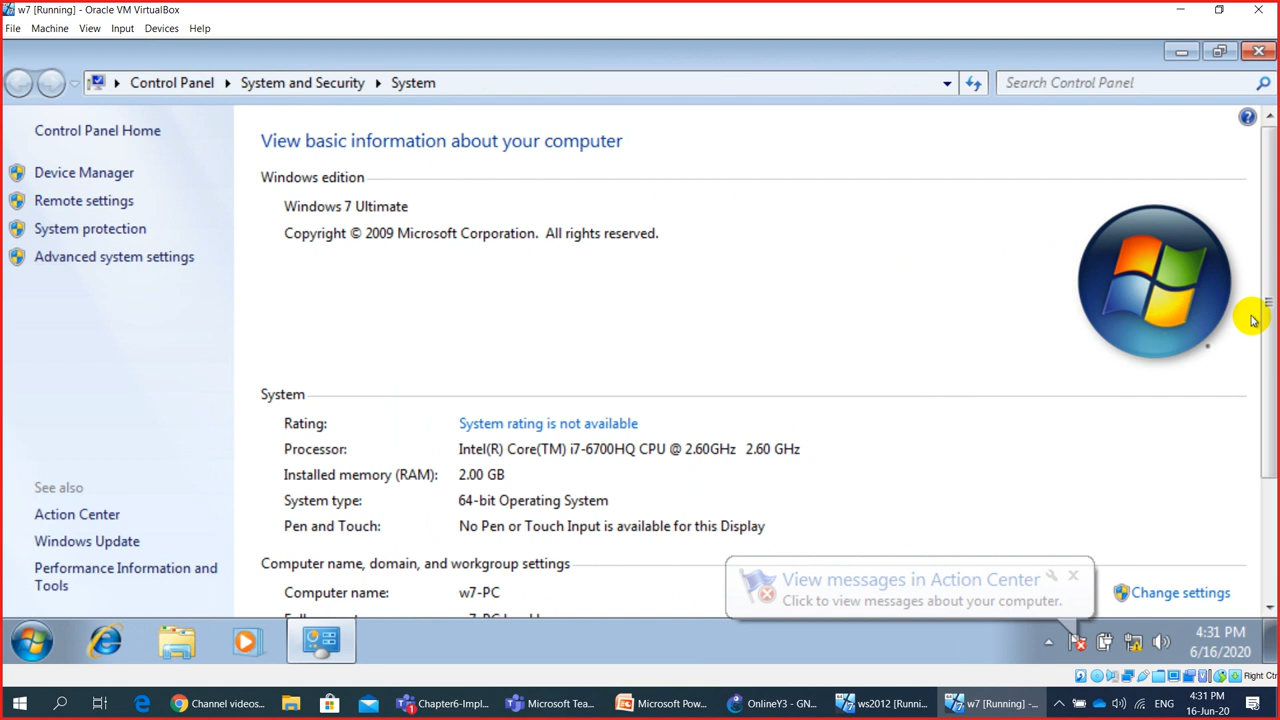 w7 [Running] - Oracle VM VirtualBox
File Machine View Input Devices Help
Control Panel System and Security System
Search Control Panel
Control Panel Home
Device Manager
Remote settings
System protection
Advanced system settings
See also
Action Center
Windows Update
Performance Information and
Tools
View basic information about your computer
Windows edition
Windows 7 Ultimate
Copyright © 2009 Microsoft Corporation. All rights reserved.
System
Rating: System rating is not available
Processor: Intel(R) Core(TM) i7-6700HQ CPU @ 2.60GHz 2.60 GHz
Installed memory (RAM): 2.00 GB
System type: 64-bit Operating System
Pen and Touch: No Pen or Touch Input is available for this Display
Computer name, domain, and workgroup settings
Computer name: w7-PC
Change settings
View messages in Action Center
Click to view messages about your computer.
4:31 PM
6/16/2020
Right Ct
Channel videos...
Chapter6-Impl...
Microsoft Tea...
Microsoft Pow...
OnlineY3 - GN...
ws2012 [Runni...
w7 [Running] -...
ENG
4:31 PM
16-Jun-20